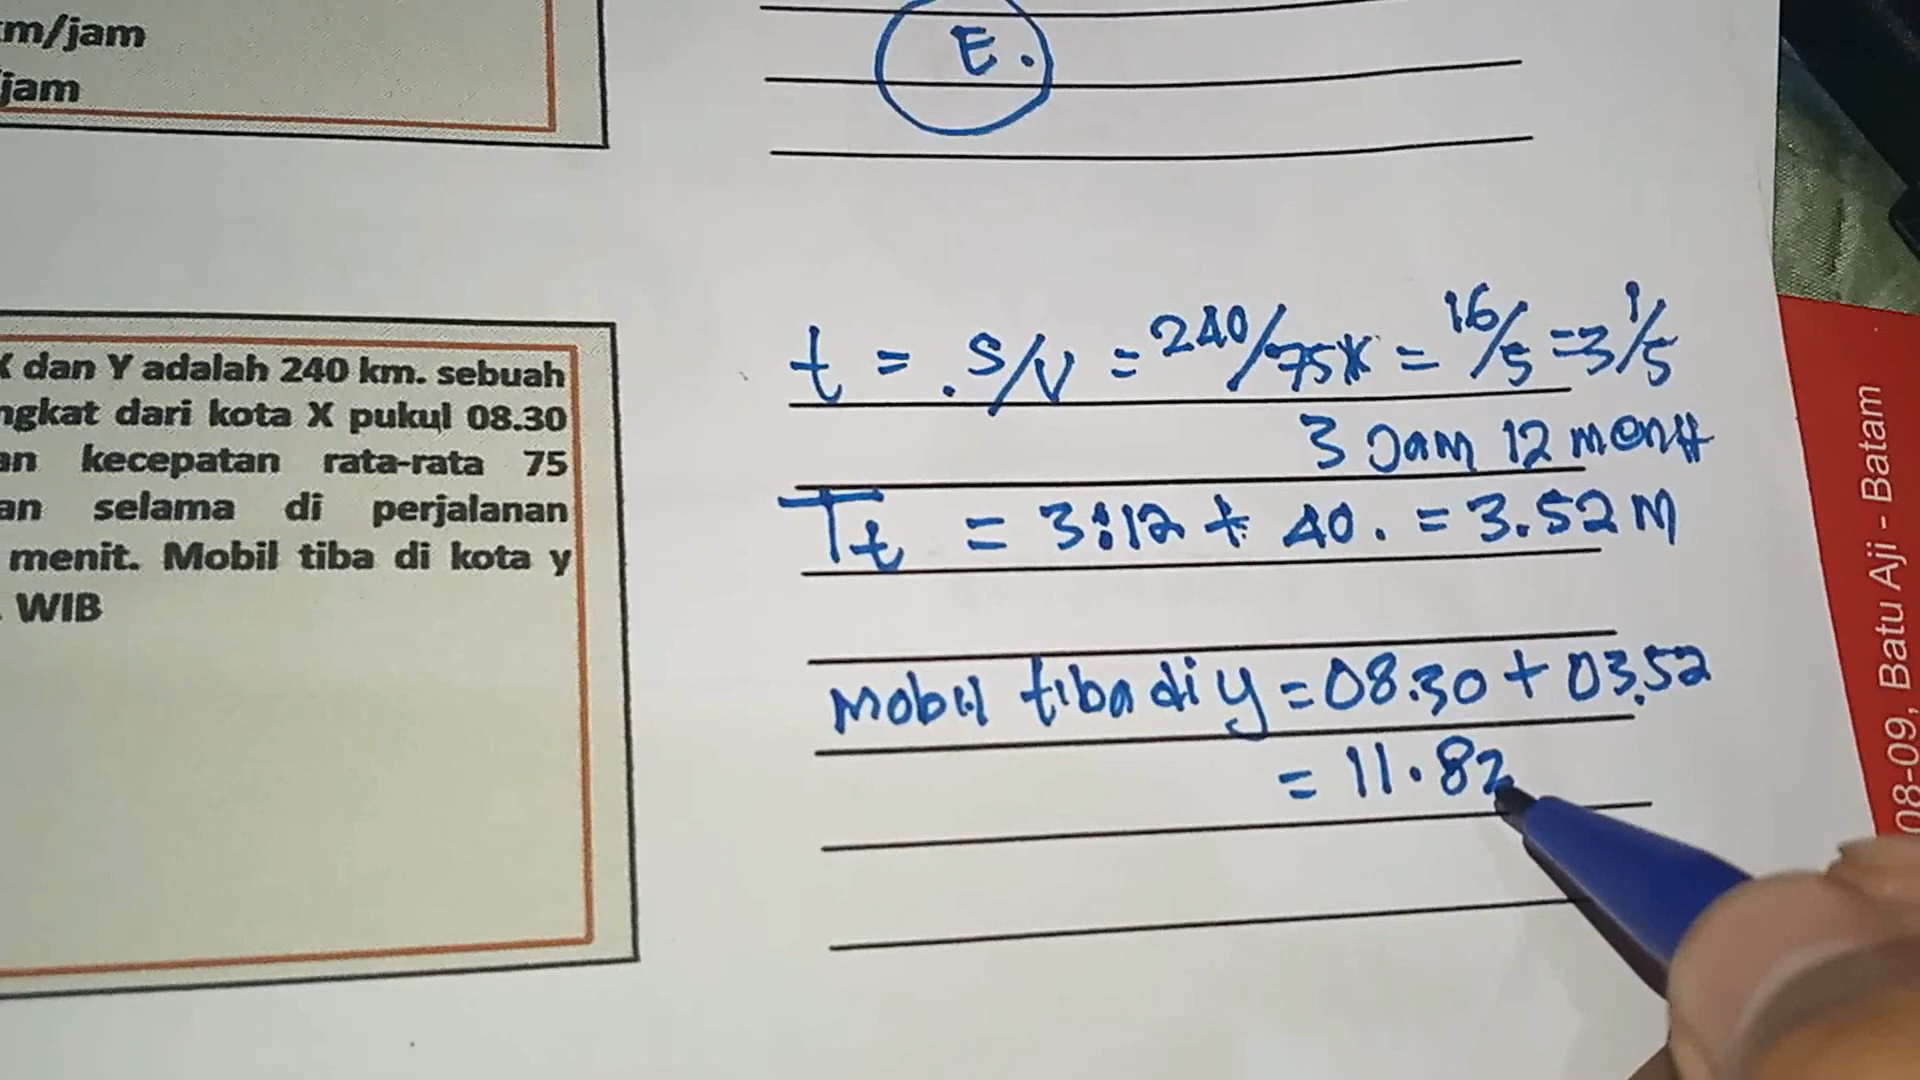 m/jam
jam
E.
dan Y adalah 240 km. sebuah
ngkat dari kota X pukul 08.30
an kecepatan rata-rata 75
an selama di perjalanan
menit. Mobil tiba di kota y
WIB
t = . S/V = 240/75 = 16/5 = 3 1/5
3 Jam 12 menit
Tt = 3:12 + 40. = 3.52 M
Mobil tiba di y = 08.30 + 03.52
= 11.82
08-09, Batu Aji - Batam